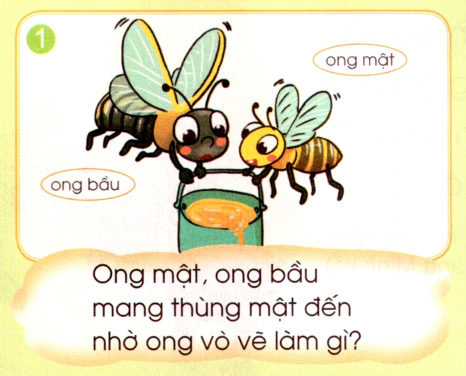 1
ong mật
ong bầu
Ong mật, ong bầu
mang thùng mật đến
nhờ ong vò vẽ làm gì?